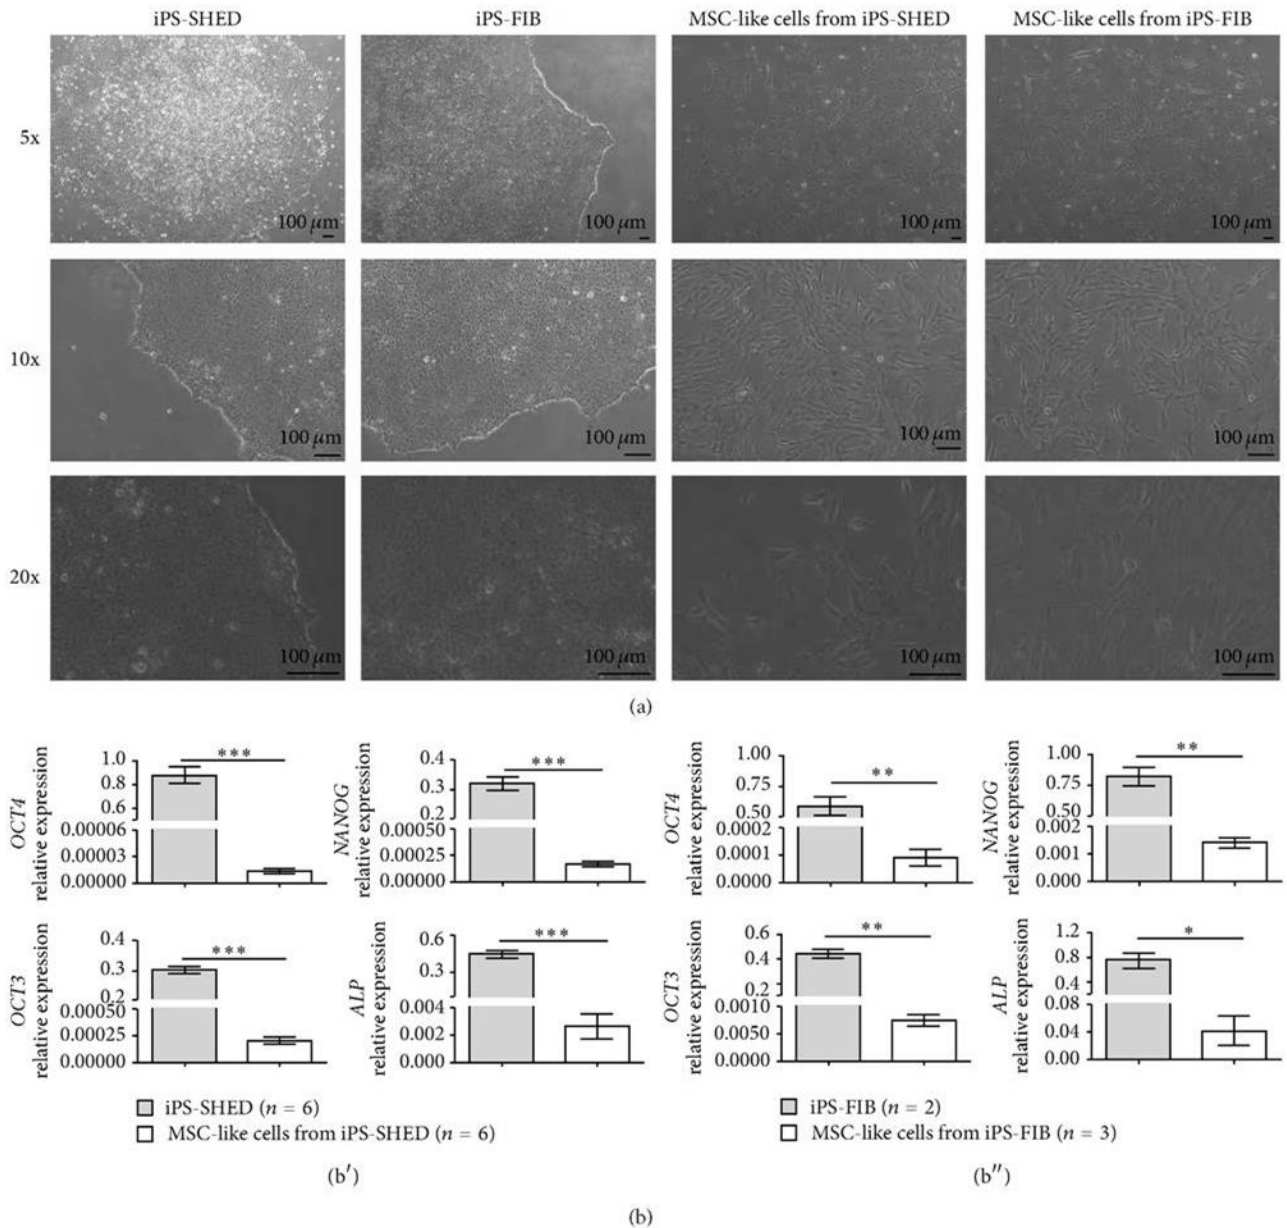 iPS-SHED
iPS-FIB
MSC-like cells from iPS-SHED
MSC-like cells from iPS-FIB
5x
100 μm
100 μm
100 μm
100 μm
10x
100 μm
100 μm
100 μm
100 μm
20x
100 μm
100 μm
100 μm
100 μm
(a)
OCT4
relative expression
1.0
0.8
0.6
0.00006
0.00003
0.00000
***
NANOG
relative expression
0.4
0.3
0.2
0.00050
0.00025
0.00000
***
OCT4
relative expression
1.00
0.75
0.50
0.0002
0.0001
0.0000
**
NANOG
relative expression
1.00
0.75
0.50
0.002
0.001
0.000
**
OCT3
relative expression
0.4
0.3
0.2
0.00050
0.00025
0.00000
***
ALP
relative expression
0.6
0.3
0.004
0.002
0.000
***
OCT3
relative expression
0.6
0.4
0.2
0.0010
0.0005
0.0000
**
ALP
relative expression
1.2
0.8
0.4
0.08
0.04
0.00
*
iPS-SHED (n = 6)
MSC-like cells from iPS-SHED (n = 6)
iPS-FIB (n = 2)
MSC-like cells from iPS-FIB (n = 3)
(b′)
(b″)
(b)